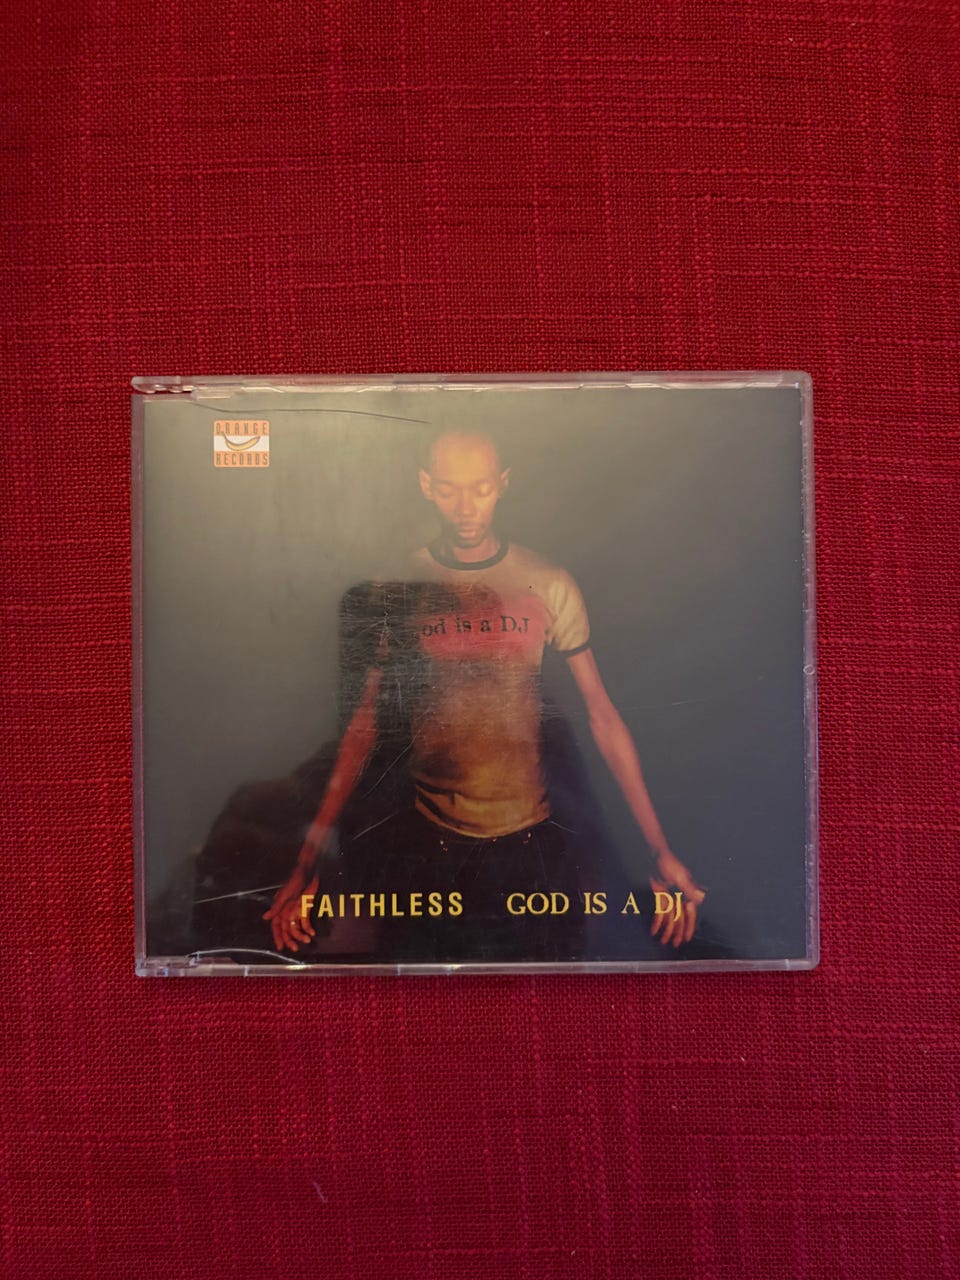 ORANGE
RECORDS
od is a DJ
FAITHLESS GOD IS A DJ